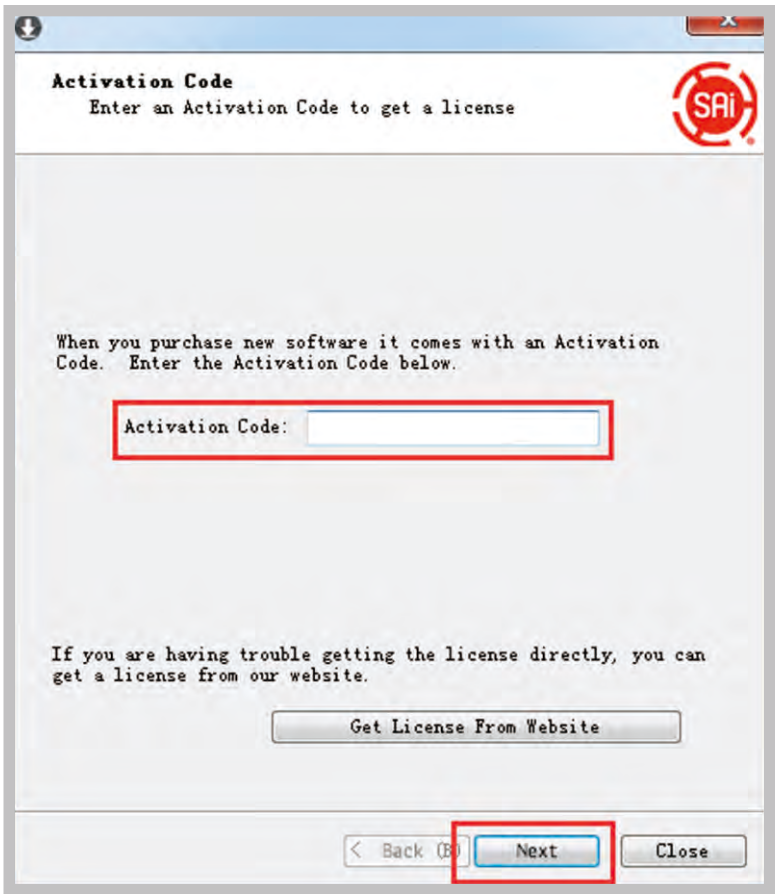 X
Activation Code
Enter an Activation Code to get a license
SAi
When you purchase new software it comes with an Activation
Code. Enter the Activation Code below.
Activation Code:
If you are having trouble getting the license directly, you can
get a license from our website.
Get License From Website
< Back (B) Next Close